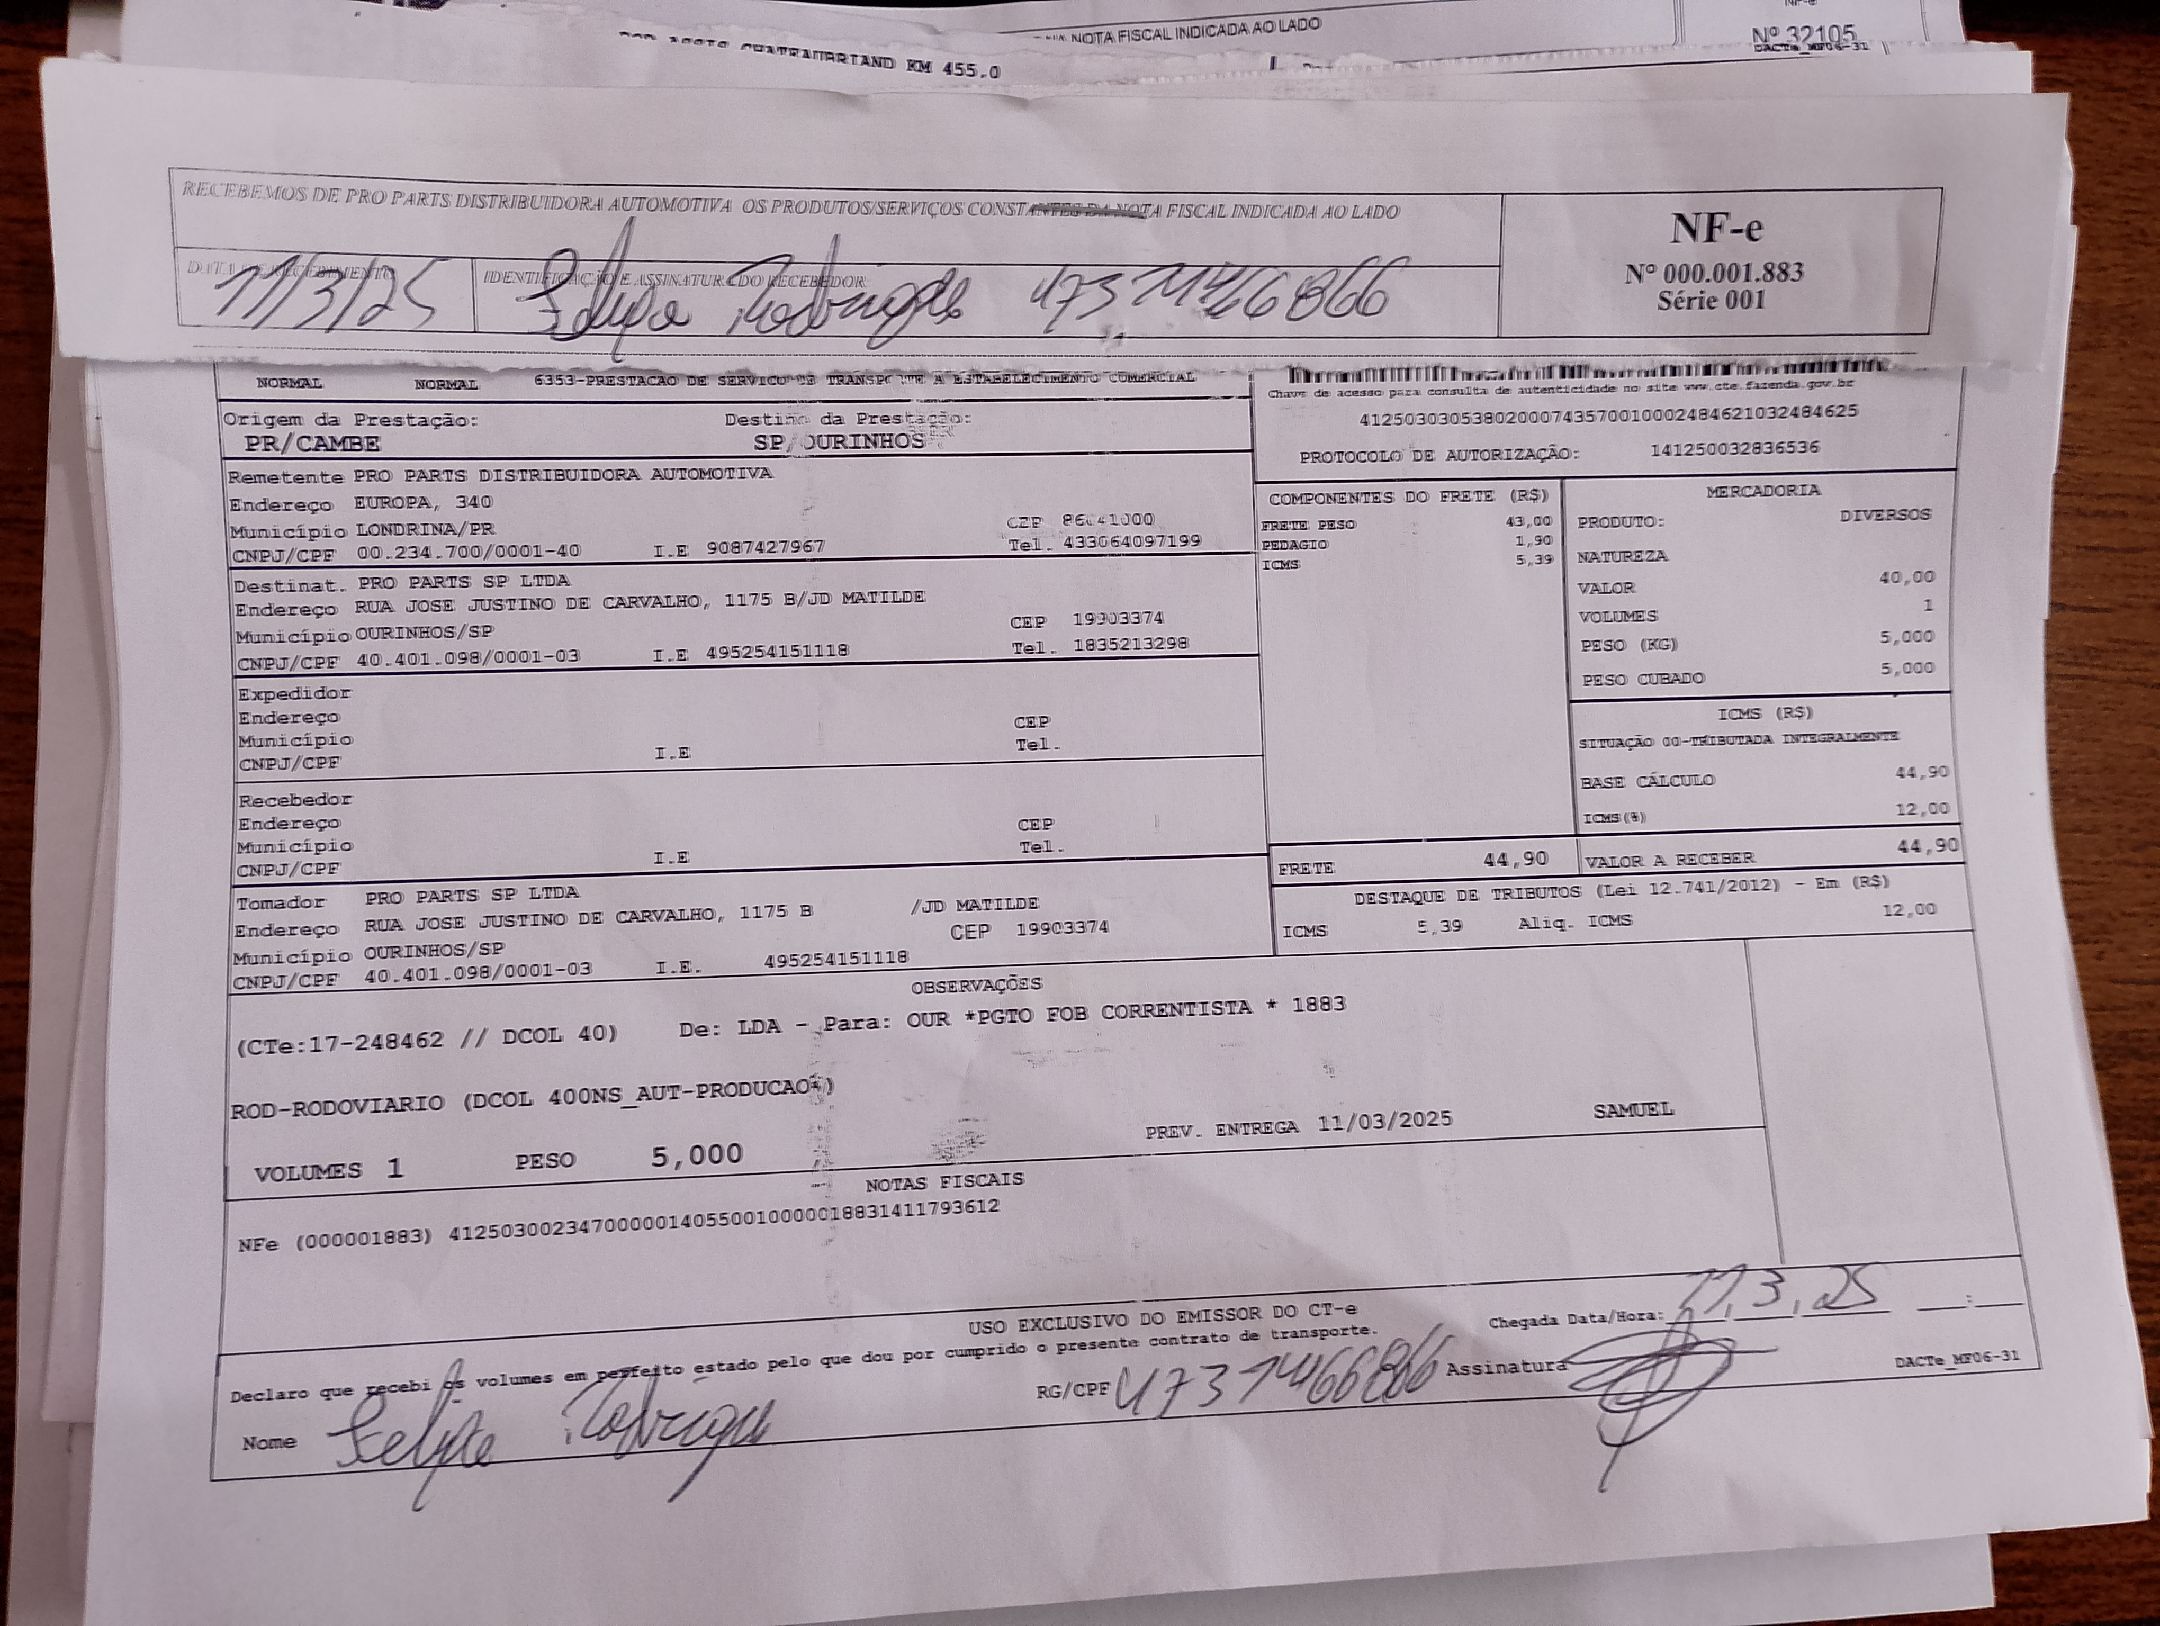 NOTA FISCAL INDICADA AO LADO
KM 455,0
Nº 32105
DACTe_MF06-31
RECEBEMOS DE PRO PARTS DISTRIBUIDORA AUTOMOTIVA OS PRODUTOS/SERVIÇOS CONSTANTES DA NOTA FISCAL INDICADA AO LADO
NF-e
Nº 000.001.883
Série 001
DATA DE RECEBIMENTO
IDENTIFICAÇÃO E ASSINATURA DO RECEBEDOR
11/3/25 Felipe Rodrigues 47311466866
NORMAL NORMAL 6353-PRESTACAO DE SERVICO DE TRANSPORTE A ESTABELECIMENTO COMERCIAL
Chave de acesso para consulta de autenticidade no site www.cte.fazenda.gov.br
41250303053802000743570010002484621032484625
PROTOCOLO DE AUTORIZAÇÃO: 141250032836536
Origem da Prestação: Destino da Prestação:
PR/CAMBE SP/OURINHOS
Remetente PRO PARTS DISTRIBUIDORA AUTOMOTIVA
Endereço EUROPA, 340
Município LONDRINA/PR CEP 86041000
CNPJ/CPF 00.234.700/0001-40 I.E 9087427967 Tel. 433064097199
Destinat. PRO PARTS SP LTDA
Endereço RUA JOSE JUSTINO DE CARVALHO, 1175 B/JD MATILDE
Município OURINHOS/SP CEP 19903374
CNPJ/CPF 40.401.098/0001-03 I.E 495254151118 Tel. 1835213298
Expedidor
Endereço
Município CEP
CNPJ/CPF I.E Tel.
Recebedor
Endereço
Município CEP
CNPJ/CPF I.E Tel.
Tomador PRO PARTS SP LTDA
Endereço RUA JOSE JUSTINO DE CARVALHO, 1175 B /JD MATILDE
Município OURINHOS/SP CEP 19903374
CNPJ/CPF 40.401.098/0001-03 I.E. 495254151118
COMPONENTES DO FRETE (R$)
FRETE PESO 43,00
PEDAGIO 1,90
ICMS 5,39
MERCADORIA
PRODUTO: DIVERSOS
NATUREZA
VALOR 40,00
VOLUMES 1
PESO (KG) 5,000
PESO CUBADO 5,000
ICMS (R$)
SITUAÇÃO 00-TRIBUTADA INTEGRALMENTE
BASE CÁLCULO 44,90
ICMS(%) 12,00
FRETE 44,90 VALOR A RECEBER 44,90
DESTAQUE DE TRIBUTOS (Lei 12.741/2012) - Em (R$)
ICMS 5,39 Aliq. ICMS 12,00
OBSERVAÇÕES
(CTe:17-248462 // DCOL 40) De: LDA - Para: OUR *PGTO FOB CORRENTISTA * 1883
ROD-RODOVIARIO (DCOL 400NS_AUT-PRODUCAO*)
VOLUMES 1 PESO 5,000 PREV. ENTREGA 11/03/2025 SAMUEL
NOTAS FISCAIS
NFe (000001883) 41250300234700000140550010000018831411793612
USO EXCLUSIVO DO EMISSOR DO CT-e
Declaro que recebi os volumes em perfeito estado pelo que dou por cumprido o presente contrato de transporte.
Chegada Data/Hora: 11,3,25 __:__
Nome Felipe Rodrigues RG/CPF 47311466866 Assinatura
DACTe_MF06-31